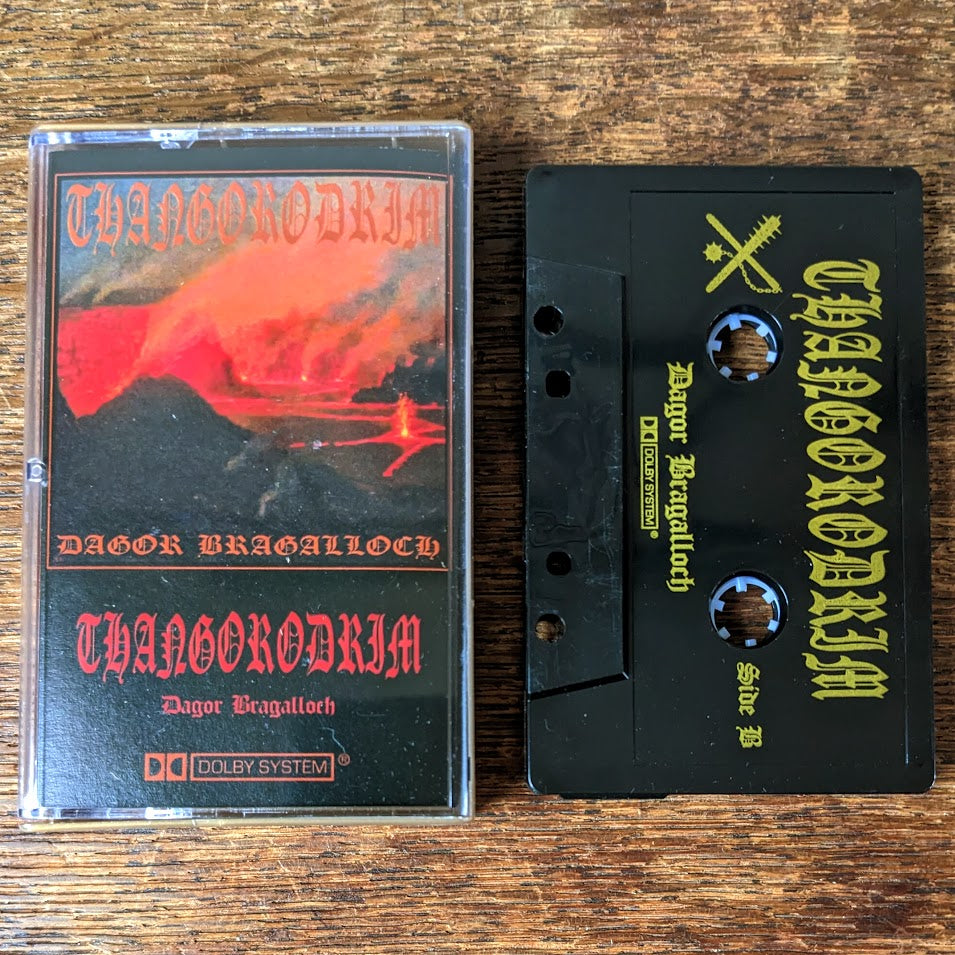 THANGORODRIM
DAGOR BRAGALLOCH
THANGORODRIM
Dagor Bragalloch
DOLBY SYSTEM ®
THANGORODRIM
Dagor Bragalloch
DOLBY SYSTEM ®
Side B